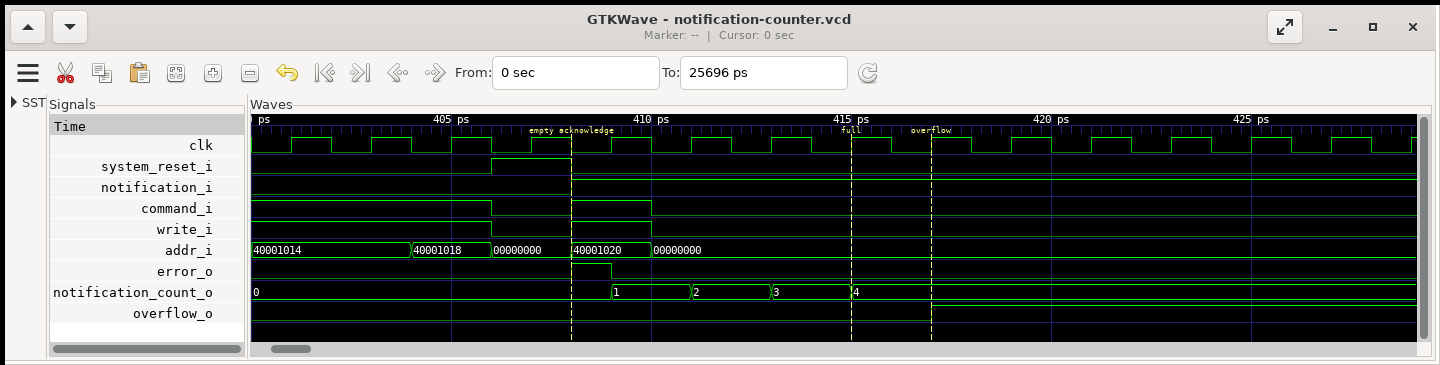 GTKWave - notification-counter.vcd
Marker: -- | Cursor: 0 sec
From: 0 sec To: 25696 ps
SST
Signals
Waves
Time
ps 405 ps 410 ps 415 ps 420 ps 425 ps
empty acknowledge full overflow
clk
system_reset_i
notification_i
command_i
write_i
addr_i 40001014 40001018 00000000 40001020 00000000
error_o
notification_count_o 0 1 2 3 4
overflow_o